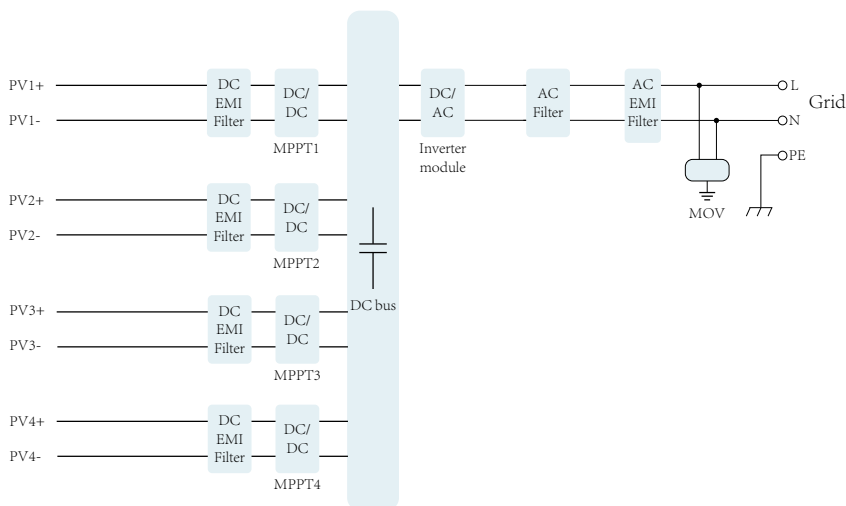 PV1+
PV1-
DC
EMI
Filter
DC/
DC
MPPT1
PV2+
PV2-
DC
EMI
Filter
DC/
DC
MPPT2
PV3+
PV3-
DC
EMI
Filter
DC/
DC
MPPT3
PV4+
PV4-
DC
EMI
Filter
DC/
DC
MPPT4
DC bus
DC/
AC
Inverter
module
AC
Filter
AC
EMI
Filter
L
N
PE
Grid
MOV